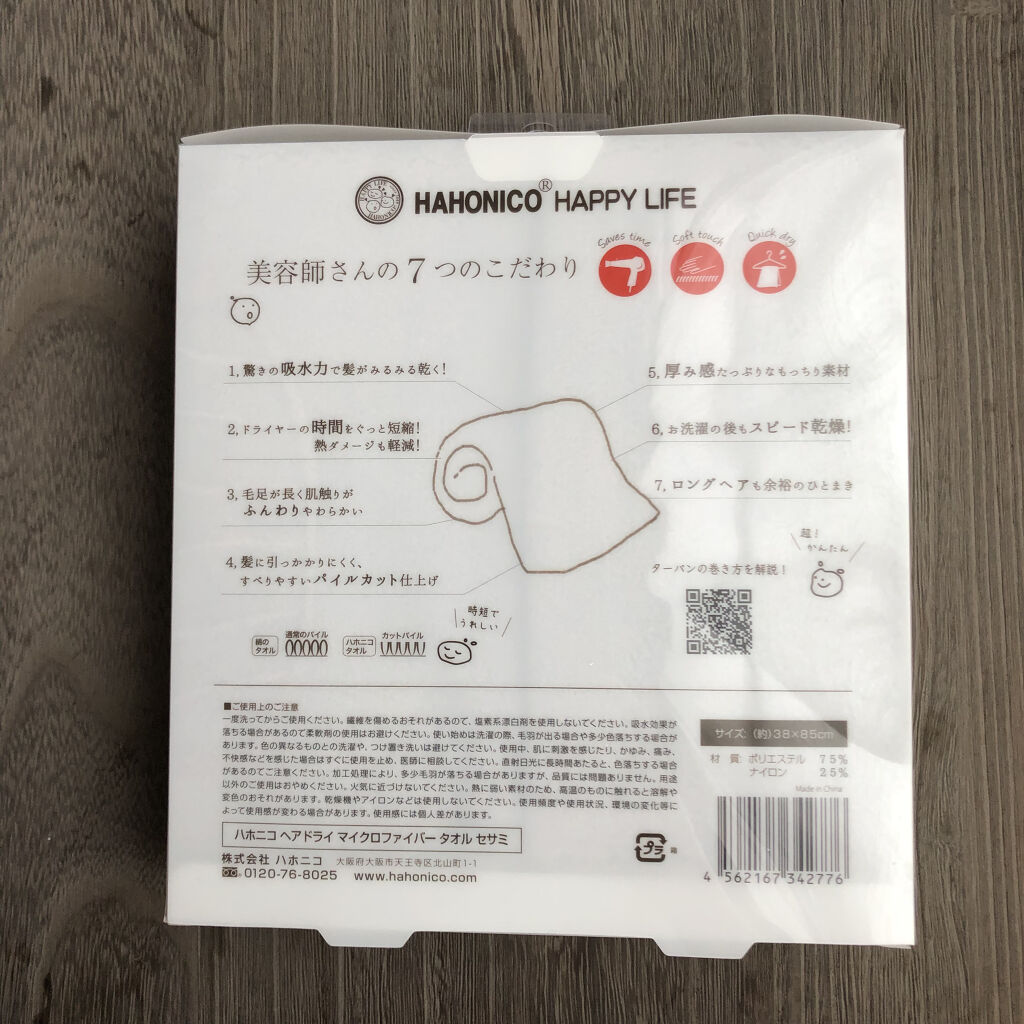 HAHONICO® HAPPY LIFE
美容師さんの7つのこだわり
Saves time
Soft touch
Quick dry
1, 驚きの吸水力で髪がみるみる乾く!
2, ドライヤーの時間をぐっと短縮!
熱ダメージも軽減!
3, 毛足が長く肌触りが
ふんわりやわらかい
4, 髪に引っかかりにくく、
すべりやすいパイルカット仕上げ
5, 厚み感たっぷりなもっちり素材
6, お洗濯の後もスピード乾燥!
7, ロングヘアも余裕のひとまき
超!
かんたん
ターバンの巻き方を解説!
時短で
うれしい
綿の
タオル
通常のパイル
ハホニコ
タオル
カットパイル
■ご使用上のご注意
一度洗ってからご使用ください。繊維を傷めるおそれがあるので、塩素系漂白剤を使用しないでください。吸水効果が
落ちる場合があるので柔軟剤の使用はお避けください。使い始めは洗濯の際、毛羽が出る場合や多少色落ちする場合が
あります。色の異なるものとの洗濯や、つけ置き洗いは避けてください。使用中、肌に刺激を感じたり、かゆみ、痛み、
不快感などを感じた場合はすぐに使用を止め、医師に相談してください。直射日光に長時間あたると、色落ちする場合
があるのでご注意ください。加工処理により、多少毛羽が落ちる場合がありますが、品質には問題ありません。用途
以外のご使用はおやめください。火気に近づけないでください。熱に弱い素材のため、高温のものに触れると溶解や
変色のおそれがあります。乾燥機やアイロンなどは使用しないでください。使用頻度や使用状況、環境の変化等に
よって使用感が変わる場合があります。使用感には個人差があります。
サイズ:(約)38×85cm
材 質: ポリエステル 75%
ナイロン 25%
Made in China
ハホニコ ヘアドライ マイクロファイバー タオル セサミ
株式会社 ハホニコ 大阪府大阪市天王寺区北山町1-1
0120-76-8025 www.hahonico.com
プラ
4 562167 342776